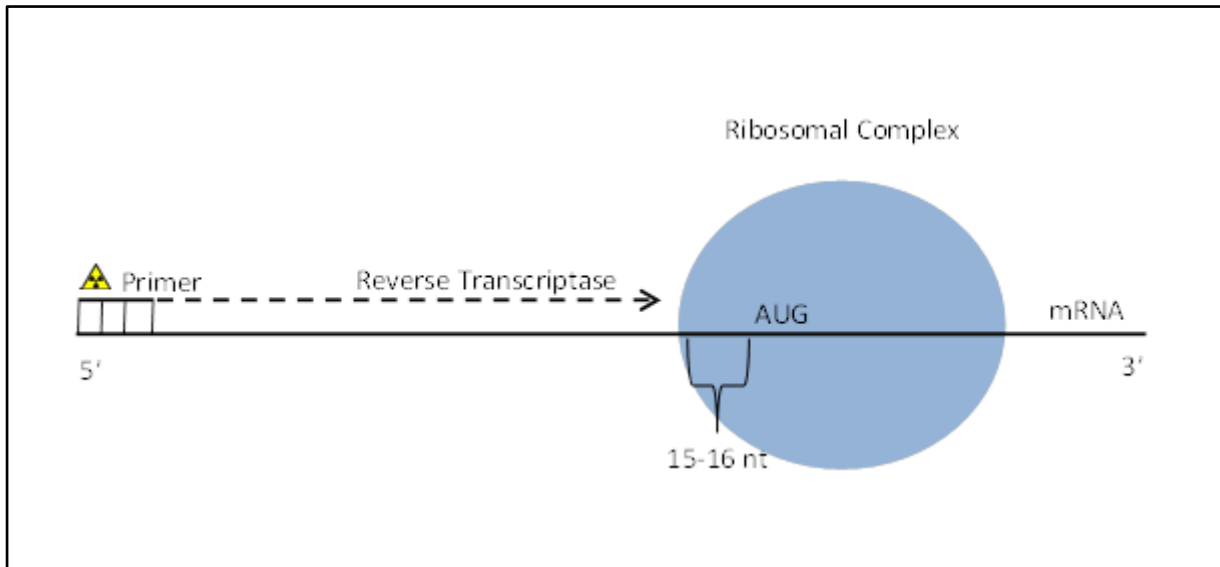 Ribosomal Complex
Primer
Reverse Transcriptase
AUG
mRNA
5’
3’
15-16 nt